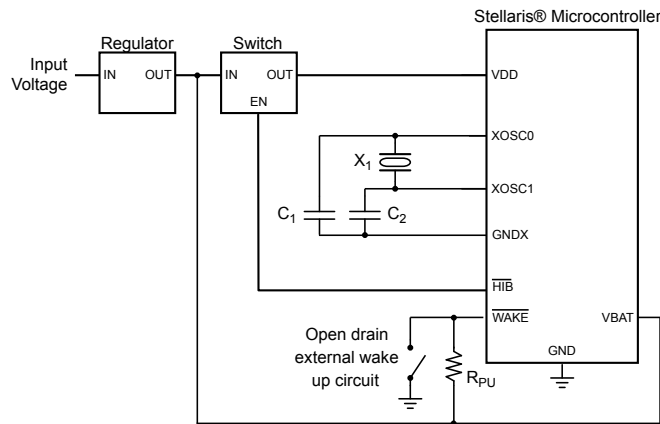 Stellaris® Microcontroller
Regulator
Switch
Input
Voltage
IN
OUT
IN
OUT
EN
VDD
XOSC0
X1
XOSC1
C1
C2
GNDX
HIB
WAKE
VBAT
Open drain
external wake
up circuit
RPU
GND